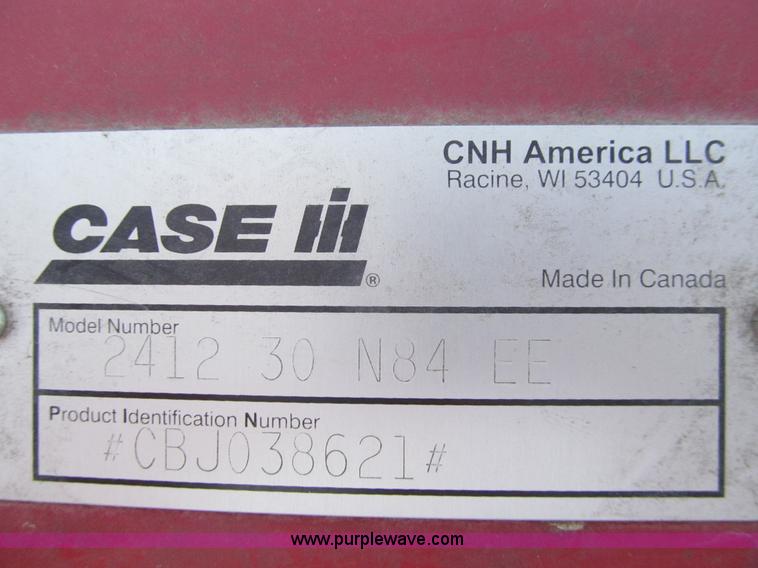 CNH America LLC
Racine, WI 53404 U.S.A.
CASE IH
®
Made In Canada
Model Number
2412 30 N84 EE
Product Identification Number
#CBJ038621#
www.purplewave.com